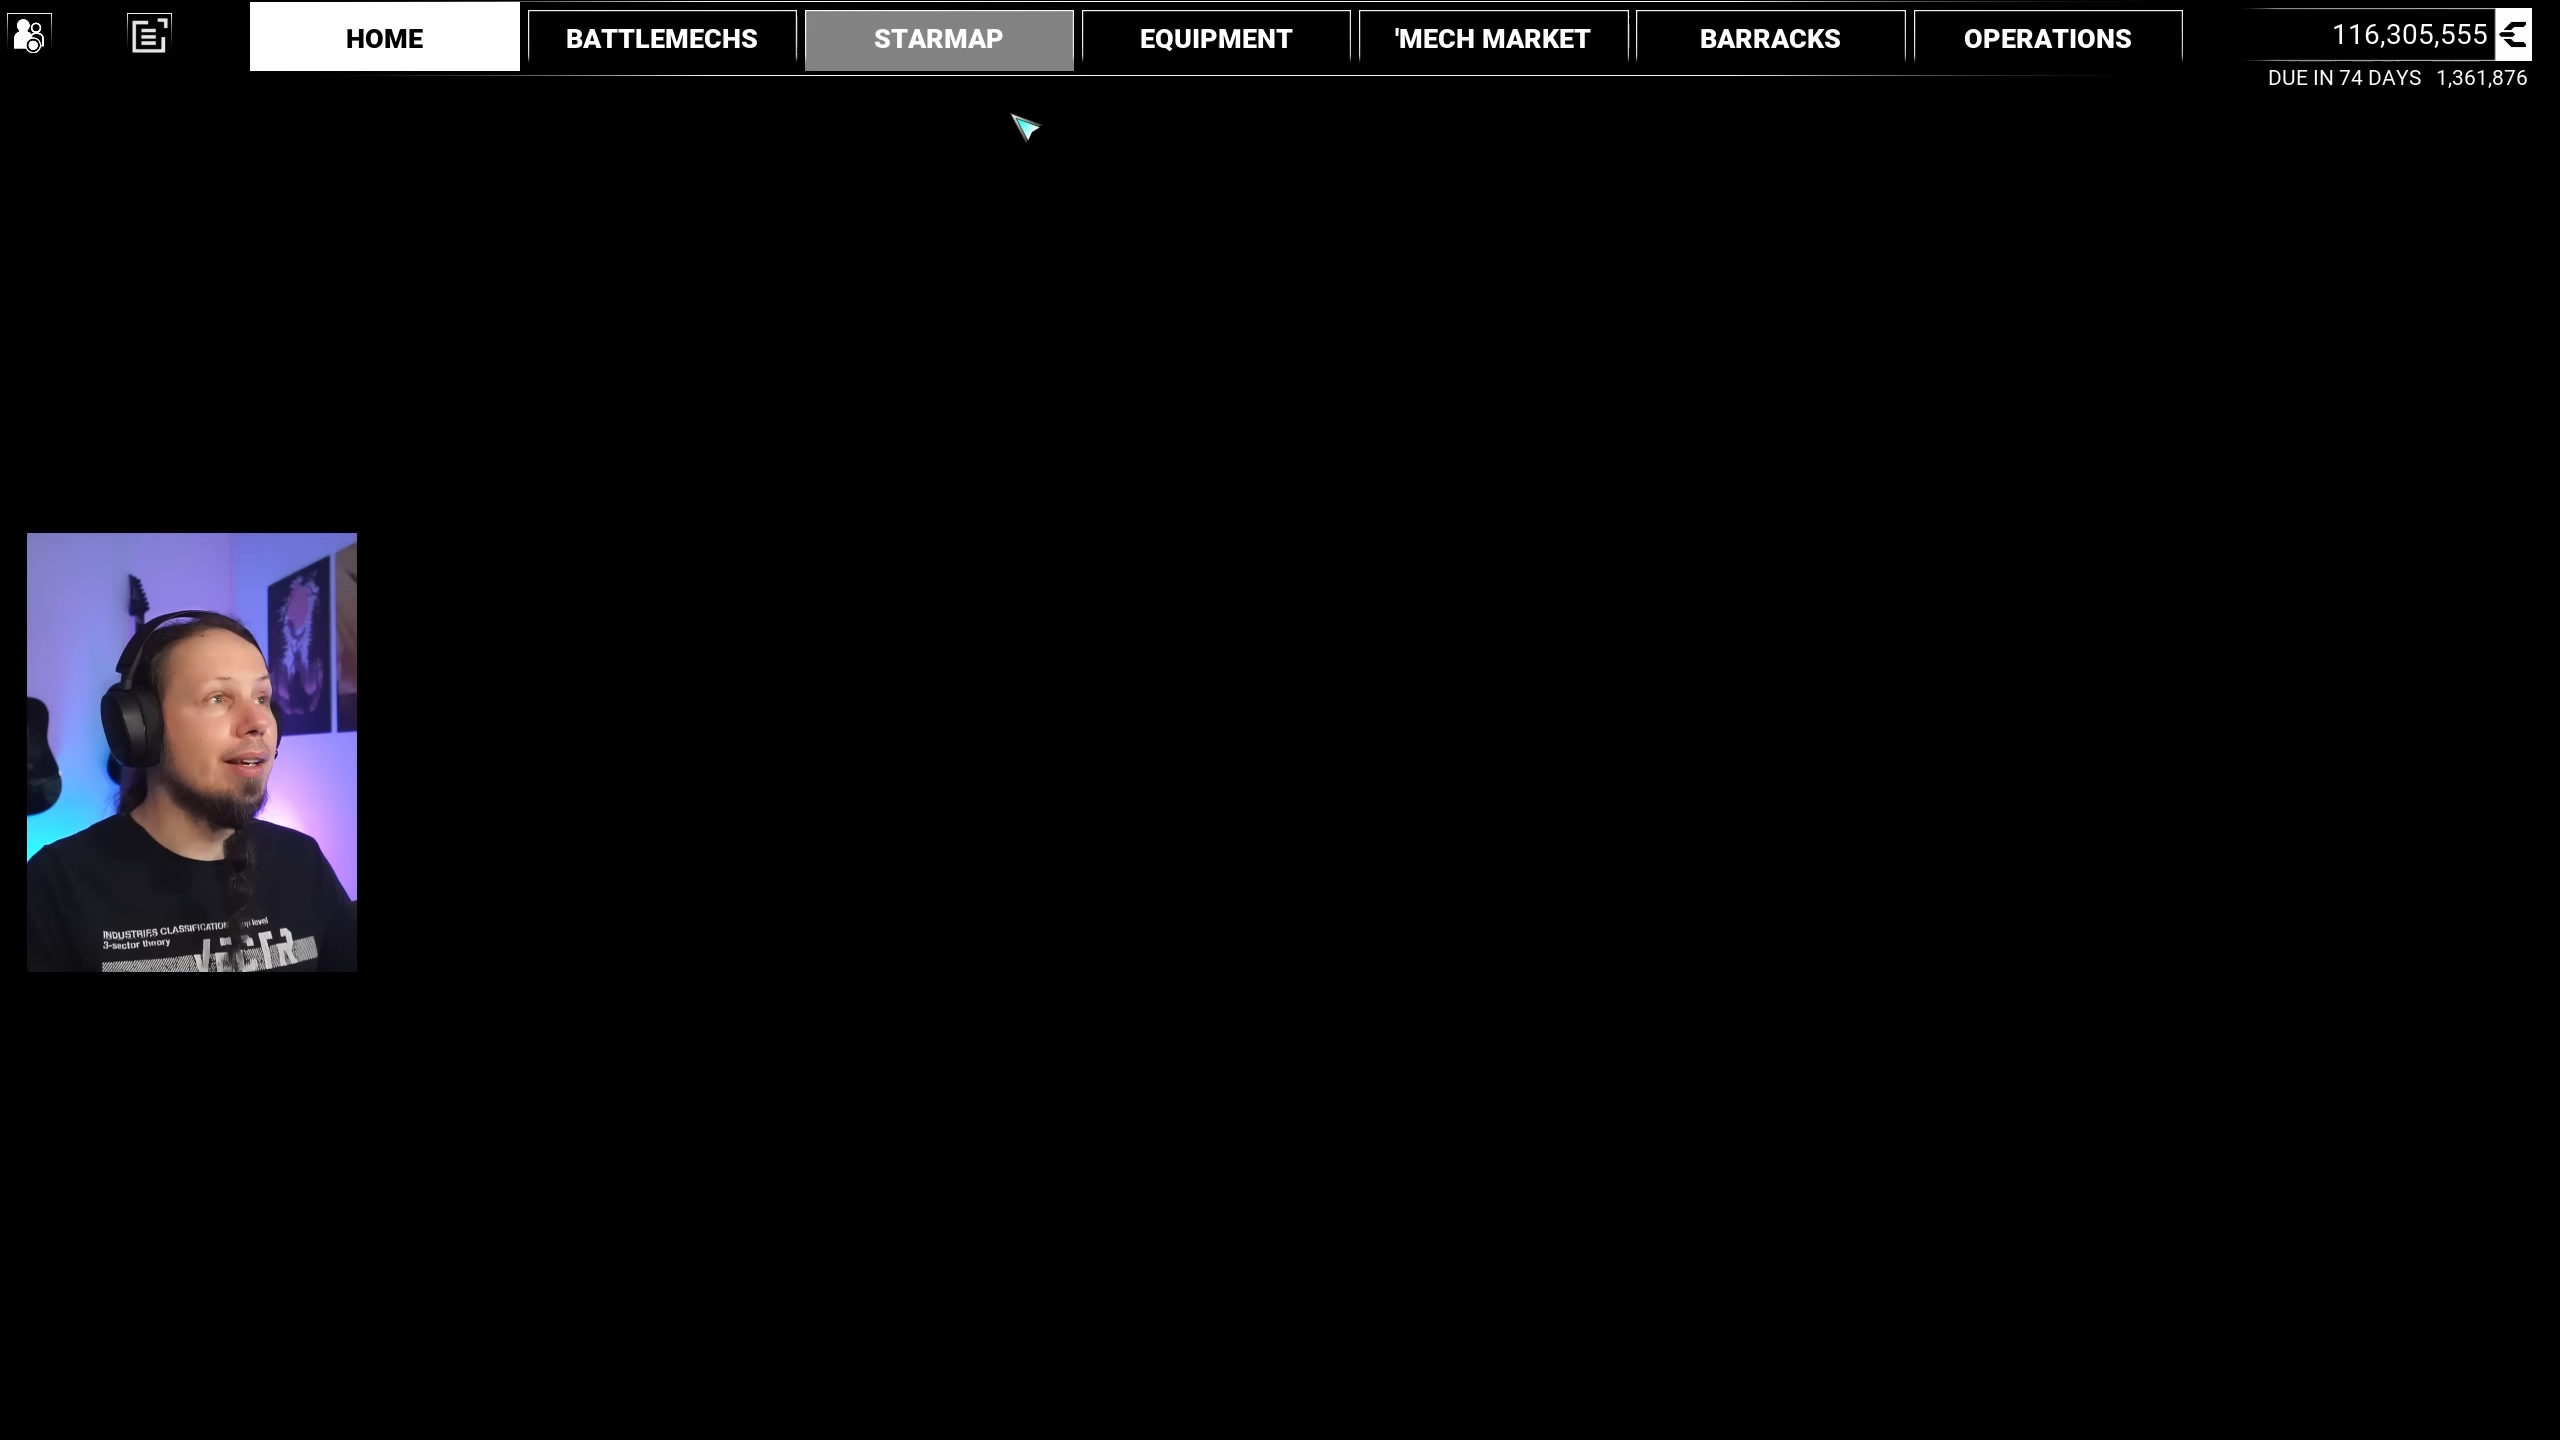 HOME
BATTLEMECHS
STARMAP
EQUIPMENT
'MECH MARKET
BARRACKS
OPERATIONS
116,305,555
DUE IN 74 DAYS 1,361,876
INDUSTRIES CLASSIFICATION level
3-sector theory